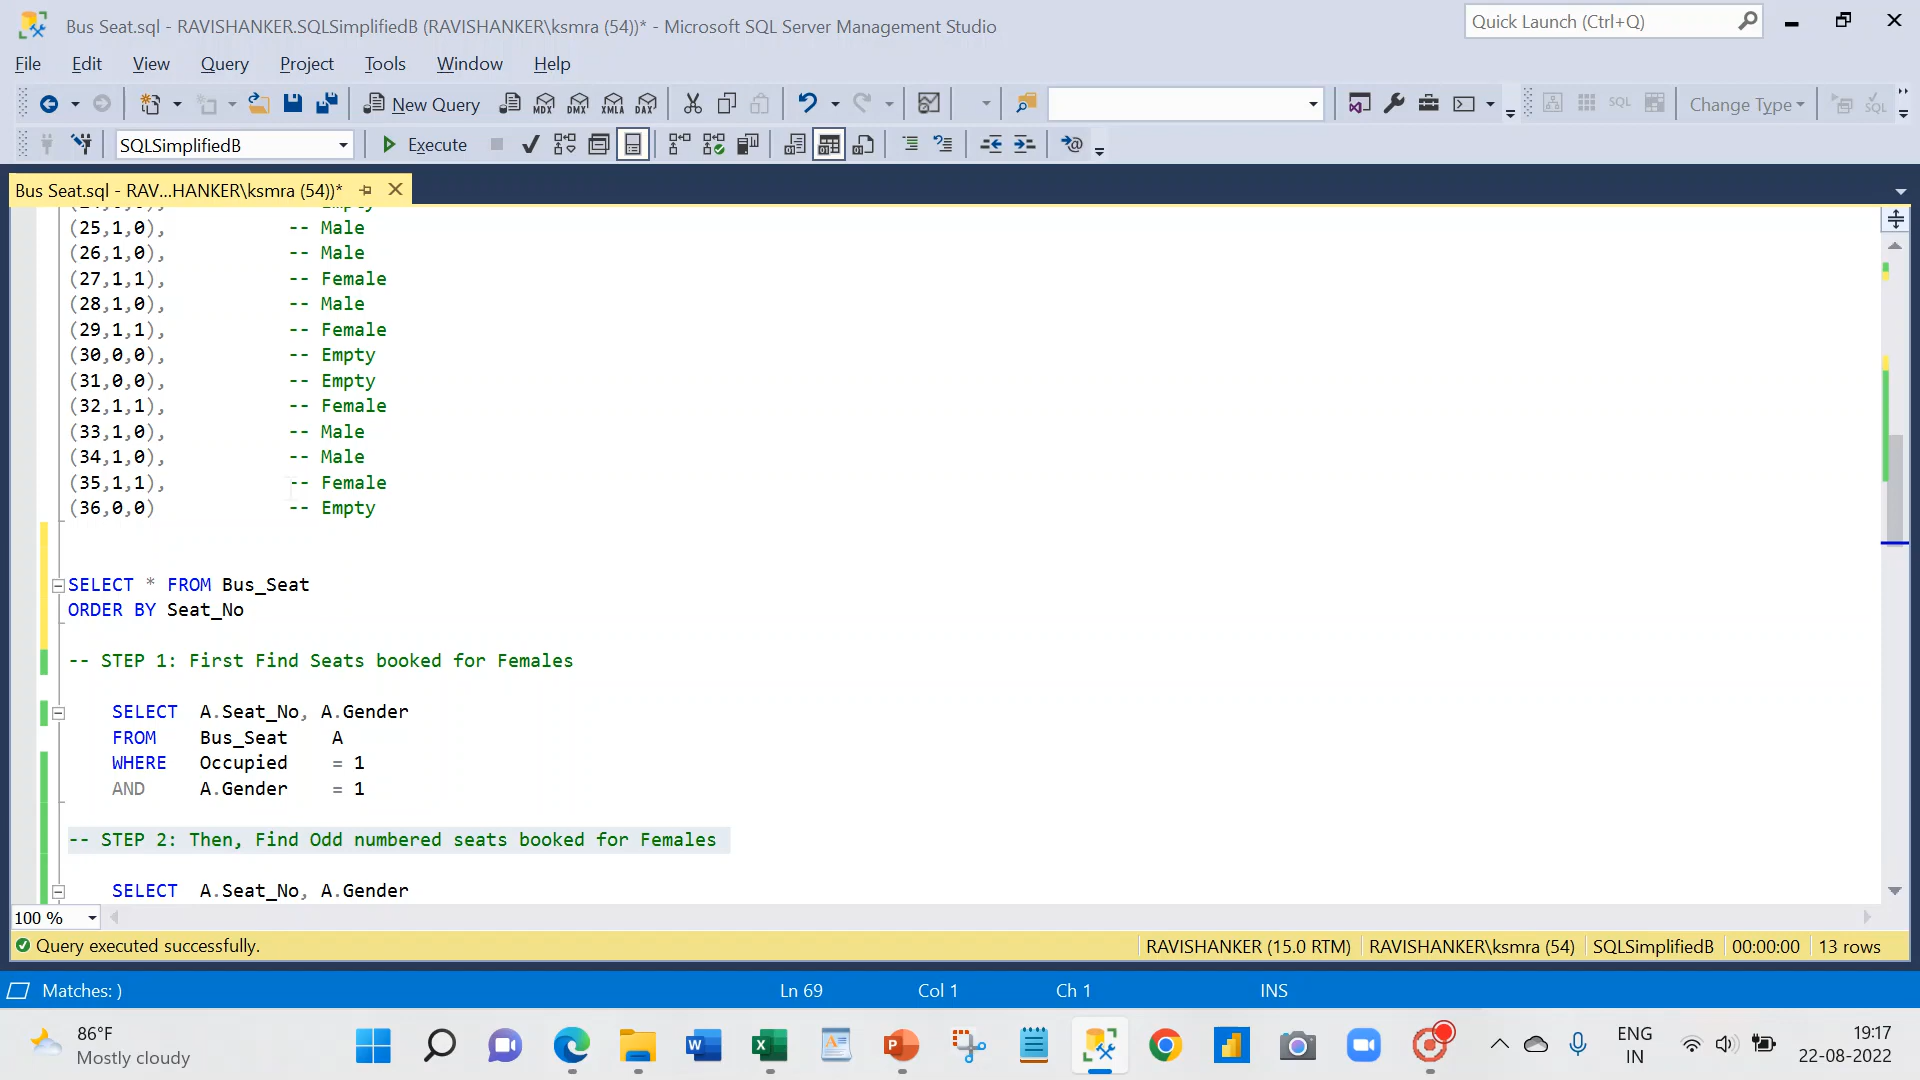 Bus Seat.sql - RAVISHANKER.SQLSimplifiedB (RAVISHANKER\ksmra (54))* - Microsoft SQL Server Management Studio
Quick Launch (Ctrl+Q)
File Edit View Query Project Tools Window Help
New Query MDX DMX XMLA DAX SQL Change Type SQL
SQLSimplifiedB Execute
Bus Seat.sql - RAV...HANKER\ksmra (54))*
(25,1,0), -- Male
(26,1,0), -- Male
(27,1,1), -- Female
(28,1,0), -- Male
(29,1,1), -- Female
(30,0,0), -- Empty
(31,0,0), -- Empty
(32,1,1), -- Female
(33,1,0), -- Male
(34,1,0), -- Male
(35,1,1), -- Female
(36,0,0) -- Empty
SELECT * FROM Bus_Seat
ORDER BY Seat_No
-- STEP 1: First Find Seats booked for Females
SELECT A.Seat_No, A.Gender
FROM Bus_Seat A
WHERE Occupied = 1
AND A.Gender = 1
-- STEP 2: Then, Find Odd numbered seats booked for Females
SELECT A.Seat_No, A.Gender
100 %
Query executed successfully. RAVISHANKER (15.0 RTM) RAVISHANKER\ksmra (54) SQLSimplifiedB 00:00:00 13 rows
Matches: ) Ln 69 Col 1 Ch 1 INS
86°F
Mostly cloudy
ENG
IN
19:17
22-08-2022